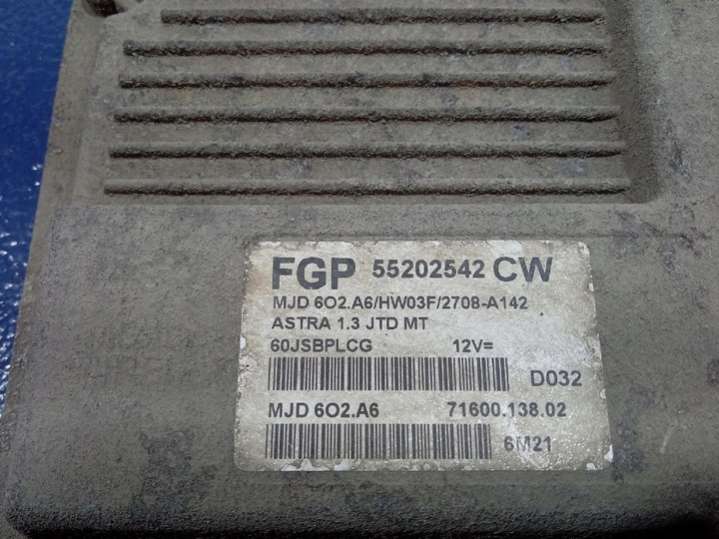 FGP 55202542 CW
MJD 6O2.A6/HW03F/2708-A142
ASTRA 1.3 JTD MT
60JSBPLCG 12V=
D032
MJD 6O2.A6 71600.138.02
6M21